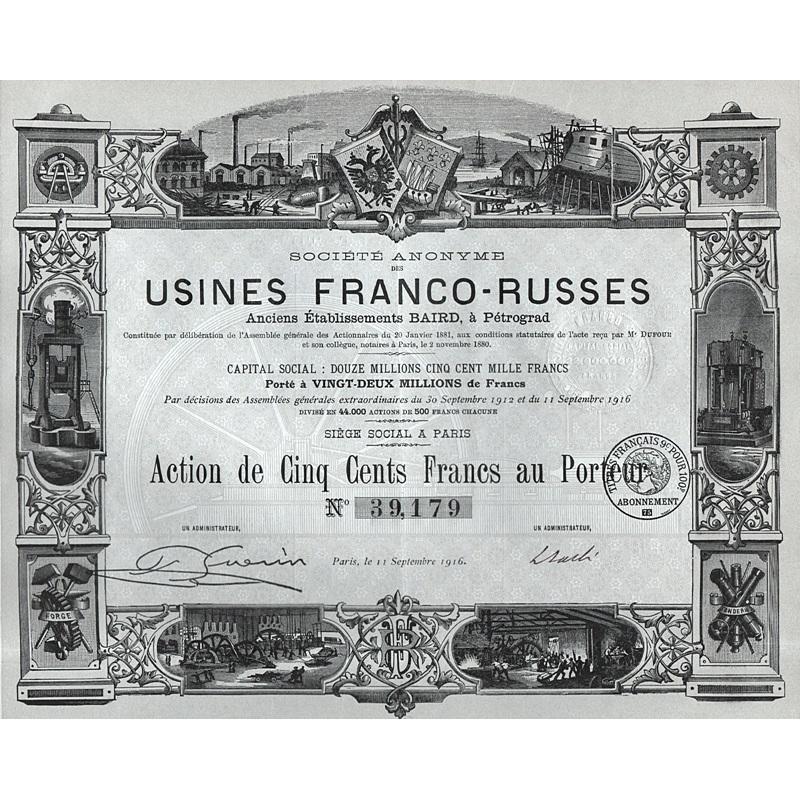 SOCIÉTÉ ANONYME
DES
USINES FRANCO-RUSSES
Anciens Établissements BAIRD, à Pétrograd
Constituée par délibération de l'Assemblée générale des Actionnaires du 20 Janvier 1881, aux conditions statutaires de l'acte reçu par Me DUFOUR
et son collègue, notaires à Paris, le 2 novembre 1880.
CAPITAL SOCIAL : DOUZE MILLIONS CINQ CENT MILLE FRANCS
Porté à VINGT-DEUX MILLIONS de Francs
Par décisions des Assemblées générales extraordinaires du 30 Septembre 1912 et du 11 Septembre 1916
DIVISÉ EN 44.000 ACTIONS DE 500 FRANCS CHACUNE
SIÈGE SOCIAL A PARIS
Action de Cinq Cents Francs au Porteur
No 39,179
TITRES FRANÇAIS 9c POUR 100f
ABONNEMENT
75
UN ADMINISTRATEUR,
UN ADMINISTRATEUR,
Paris, le 11 Septembre 1916.
FORGE